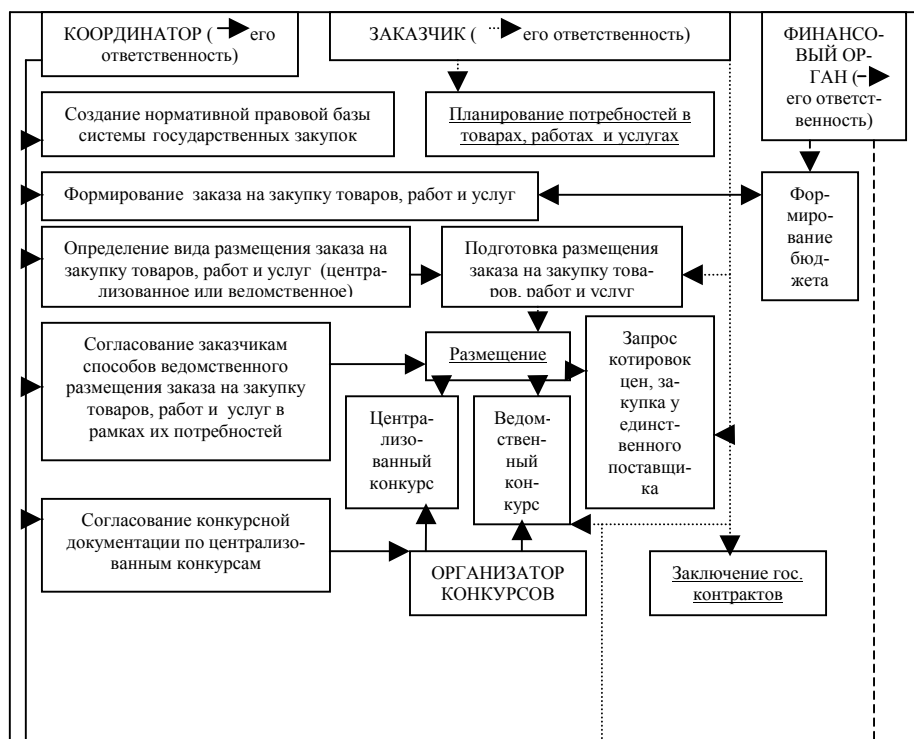 КООРДИНАТОР ( его
ответственность)
ЗАКАЗЧИК ( его ответственность)
ФИНАНСО-
ВЫЙ ОР-
ГАН (
его ответст-
венность)
Создание нормативной правовой базы
системы государственных закупок
Планирование потребностей в
товарах, работах и услугах
Формирование заказа на закупку товаров, работ и услуг
Фор-
миро-
вание
бюд-
жета
Определение вида размещения заказа на
закупку товаров, работ и услуг (центра-
лизованное или ведомственное)
Подготовка размещения
заказа на закупку това-
ров, работ и услуг
Согласование заказчикам
способов ведомственного
размещения заказа на закупку
товаров, работ и услуг в
рамках их потребностей
Размещение
Запрос
котировок
цен, за-
купка у
единст-
венного
поставщи-
ка
Центра-
лизо-
ванный
конкурс
Ведом-
ствен-
ный
кон-
курс
Согласование конкурсной
документации по централизо-
ванным конкурсам
ОРГАНИЗАТОР
КОНКУРСОВ
Заключение гос.
контрактов